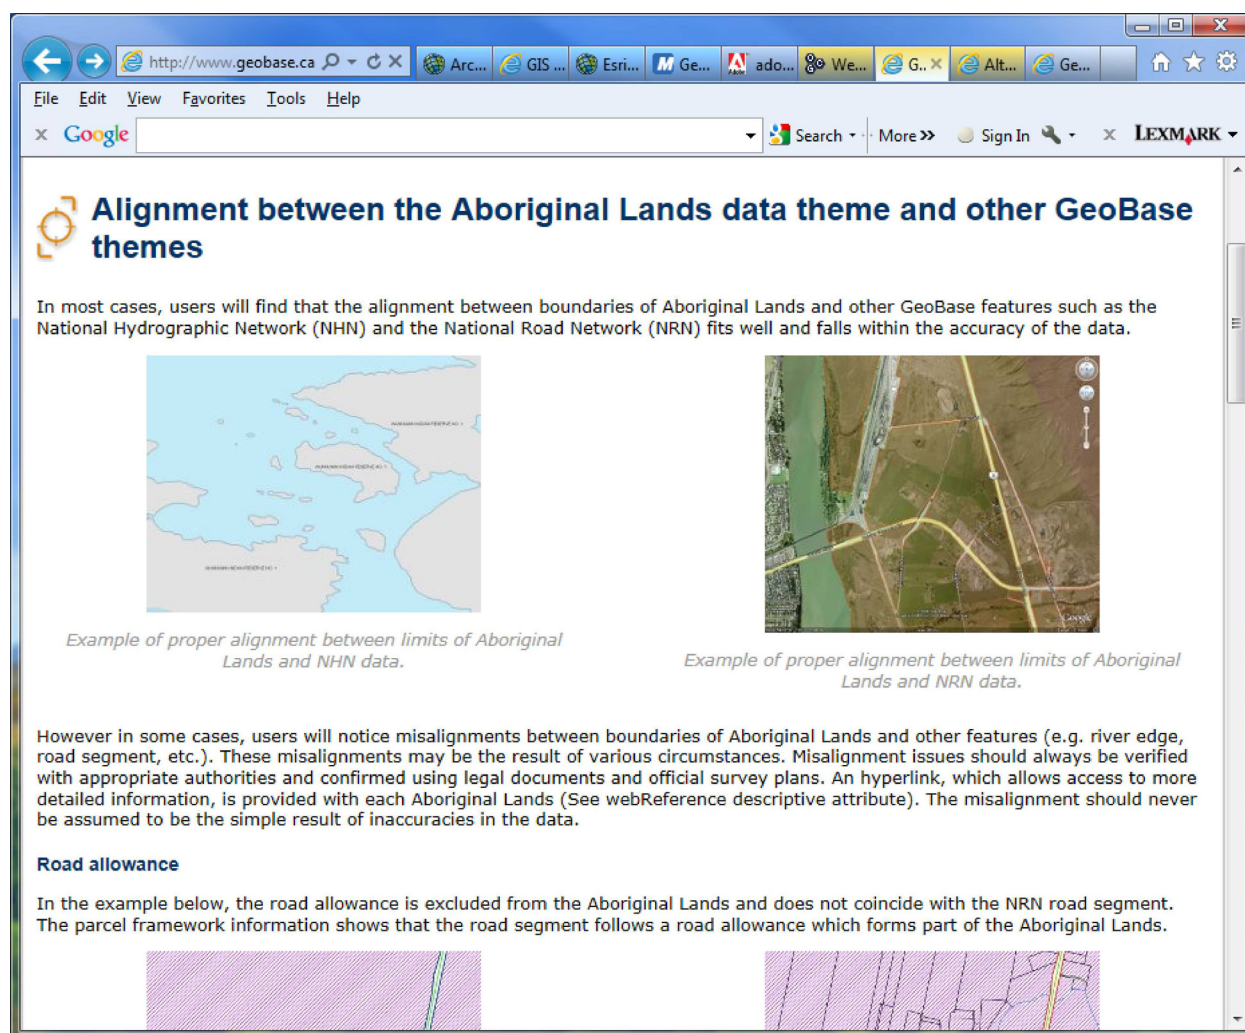 http://www.geobase.ca
Arc...
GIS ...
Esri...
Ge...
Adobe
ado...
We...
G..
Alt...
Ge...
File Edit View Favorites Tools Help
x Google
Search
More »
Sign In
x LEXMARK
Alignment between the Aboriginal Lands data theme and other GeoBase
themes
In most cases, users will find that the alignment between boundaries of Aboriginal Lands and other GeoBase features such as the
National Hydrographic Network (NHN) and the National Road Network (NRN) fits well and falls within the accuracy of the data.
Google
Example of proper alignment between limits of Aboriginal
Lands and NHN data.
Example of proper alignment between limits of Aboriginal
Lands and NRN data.
However in some cases, users will notice misalignments between boundaries of Aboriginal Lands and other features (e.g. river edge,
road segment, etc.). These misalignments may be the result of various circumstances. Misalignment issues should always be verified
with appropriate authorities and confirmed using legal documents and official survey plans. An hyperlink, which allows access to more
detailed information, is provided with each Aboriginal Lands (See webReference descriptive attribute). The misalignment should never
be assumed to be the simple result of inaccuracies in the data.
Road allowance
In the example below, the road allowance is excluded from the Aboriginal Lands and does not coincide with the NRN road segment.
The parcel framework information shows that the road segment follows a road allowance which forms part of the Aboriginal Lands.